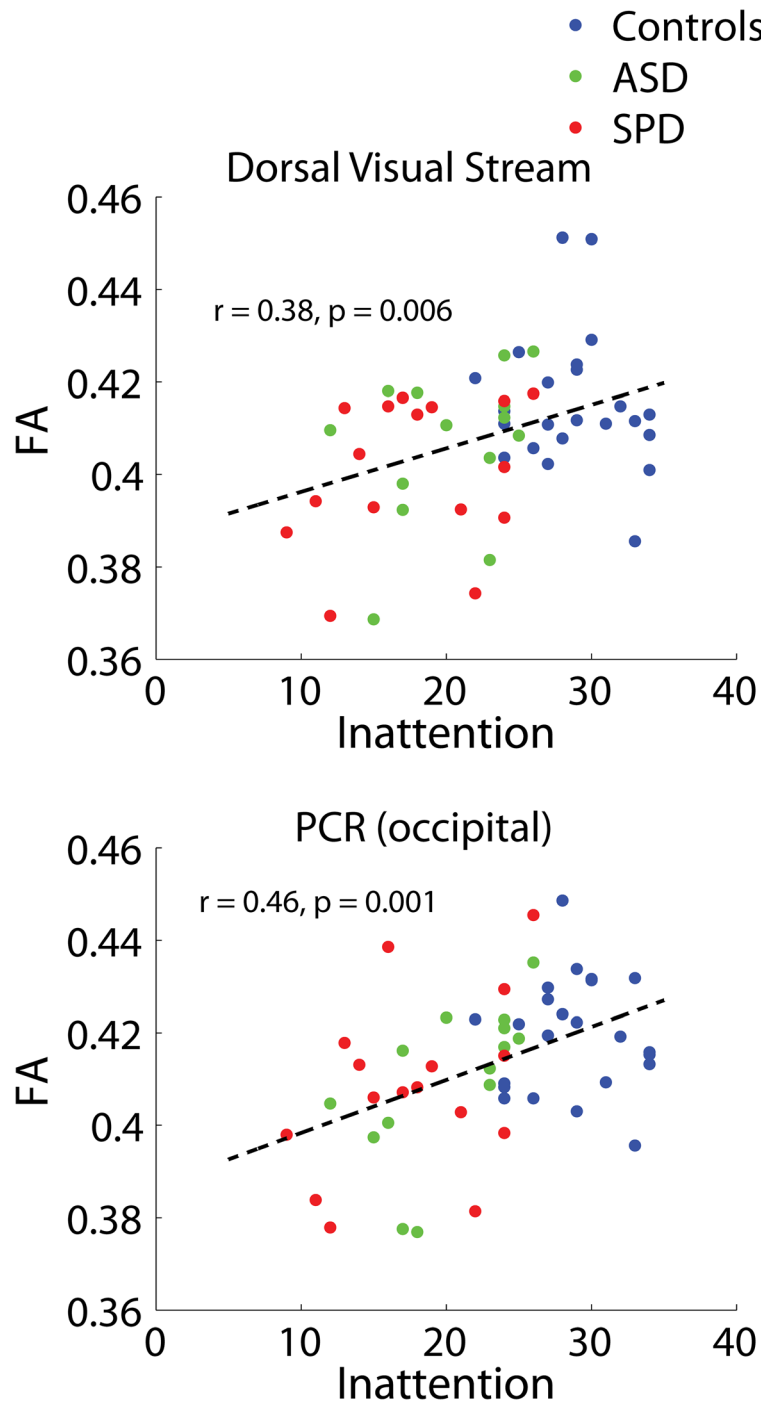 Controls
ASD
SPD
Dorsal Visual Stream
0.46
0.44
r = 0.38, p = 0.006
0.42
FA
0.4
0.38
0.36
0 10 20 30 40
Inattention
PCR (occipital)
0.46
r = 0.46, p = 0.001
0.44
0.42
FA
0.4
0.38
0.36
0 10 20 30 40
Inattention